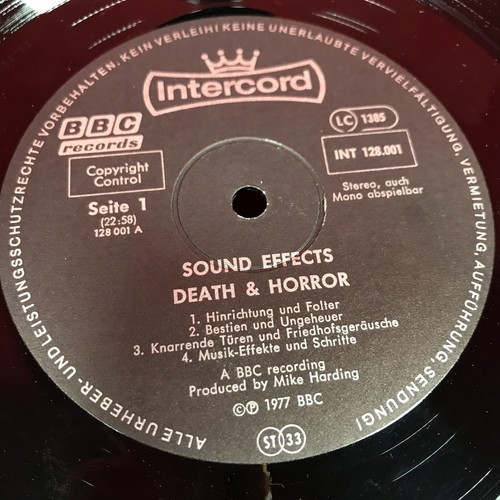 ALLE URHEBER- UND LEISTUNGSSCHUTZRECHTE VORBEHALTEN. KEIN VERLEIH! KEINE UNERLAUBTE VERVIELFÄLTIGUNG, VERMIETUNG, AUFFÜHRUNG, SENDUNG!
Intercord
BBC
records
LC 1385
Copyright
Control
INT 128.001
Seite 1
(22:58)
128 001 A
Stereo, auch
Mono abspielbar
SOUND EFFECTS
DEATH & HORROR
1. Hinrichtung und Folter
2. Bestien und Ungeheuer
3. Knarrende Türen und Friedhofsgeräusche
4. Musik-Effekte und Schritte
A BBC recording
Produced by Mike Harding
©℗ 1977 BBC
ST 33